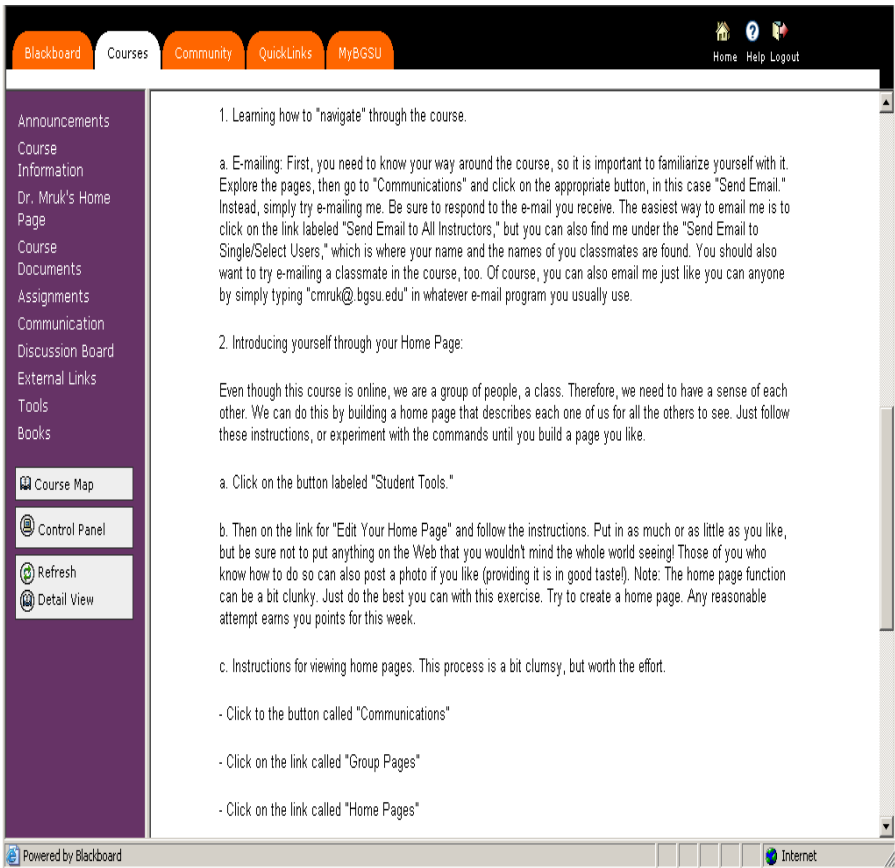 Blackboard
Courses
Community
QuickLinks
MyBGSU
Home Help Logout
Announcements
Course
Information
Dr. Mruk's Home
Page
Course
Documents
Assignments
Communication
Discussion Board
External Links
Tools
Books
Course Map
Control Panel
Refresh
Detail View
1. Learning how to "navigate" through the course.
a. E-mailing: First, you need to know your way around the course, so it is important to familiarize yourself with it.
Explore the pages, then go to "Communications" and click on the appropriate button, in this case "Send Email."
Instead, simply try e-mailing me. Be sure to respond to the e-mail you receive. The easiest way to email me is to
click on the link labeled "Send Email to All Instructors," but you can also find me under the "Send Email to
Single/Select Users," which is where your name and the names of you classmates are found. You should also
want to try e-mailing a classmate in the course, too. Of course, you can also email me just like you can anyone
by simply typing "cmruk@.bgsu.edu" in whatever e-mail program you usually use.
2. Introducing yourself through your Home Page:
Even though this course is online, we are a group of people, a class. Therefore, we need to have a sense of each
other. We can do this by building a home page that describes each one of us for all the others to see. Just follow
these instructions, or experiment with the commands until you build a page you like.
a. Click on the button labeled "Student Tools."
b. Then on the link for "Edit Your Home Page" and follow the instructions. Put in as much or as little as you like,
but be sure not to put anything on the Web that you wouldn't mind the whole world seeing! Those of you who
know how to do so can also post a photo if you like (providing it is in good taste!). Note: The home page function
can be a bit clunky. Just do the best you can with this exercise. Try to create a home page. Any reasonable
attempt earns you points for this week.
c. Instructions for viewing home pages. This process is a bit clumsy, but worth the effort.
- Click to the button called "Communications"
- Click on the link called "Group Pages"
- Click on the link called "Home Pages"
Powered by Blackboard
Internet